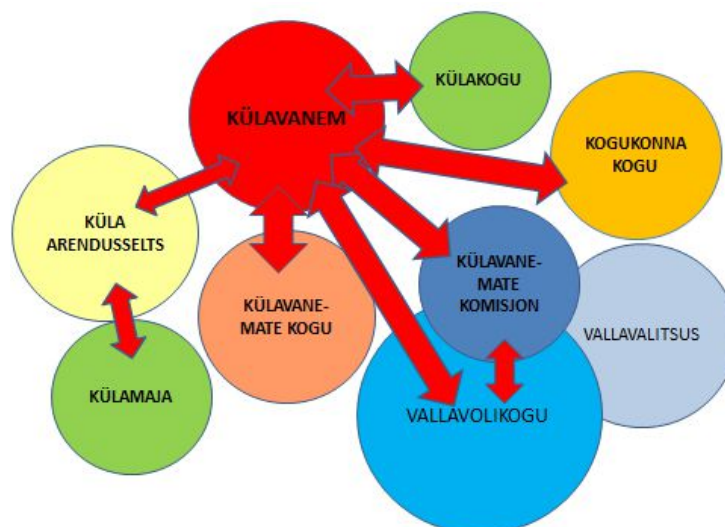 KÜLAVANEM
KÜLAKOGU
KOGUKONNA
KOGU
KÜLA
ARENDUSSELTS
KÜLAVANE-
MATE KOGU
KÜLAVANE-
MATE
KOMISJON
VALLAVALITSUS
KÜLAMAJA
VALLAVOLIKOGU